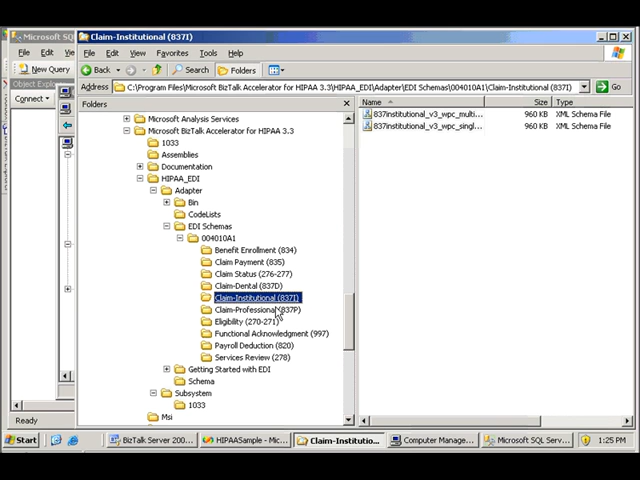 Microsoft SQL
Claim-Institutional (837I)
File Edit View
File Edit View Favorites Tools Help
New Query
Back Search Folders
Object Explorer
Address C:\Program Files\Microsoft BizTalk Accelerator for HIPAA 3.3\HIPAA_EDI\Adapter\EDI Schemas\004010A1\Claim-Institutional (837I) Go
Connect
Folders
Name Size Type
Microsoft Analysis Services
837institutional_v3_wpc_multi... 960 KB XML Schema File
Microsoft BizTalk Accelerator for HIPAA 3.3
837institutional_v3_wpc_singl... 960 KB XML Schema File
1033
Assemblies
Documentation
HIPAA_EDI
Adapter
Bin
CodeLists
EDI Schemas
004010A1
Benefit Enrollment (834)
Claim Payment (835)
Claim Status (276-277)
Claim-Dental (837D)
Claim-Institutional (837I)
Claim-Professional (837P)
Eligibility (270-271)
Functional Acknowledgment (997)
Payroll Deduction (820)
Services Review (278)
Getting Started with EDI
Schema
Subsystem
1033
Msi
Ready
Start BizTalk Server 200... HIPAASample - Mic... Claim-Institutio... Computer Manage... Microsoft SQL Serv... 1:25 PM